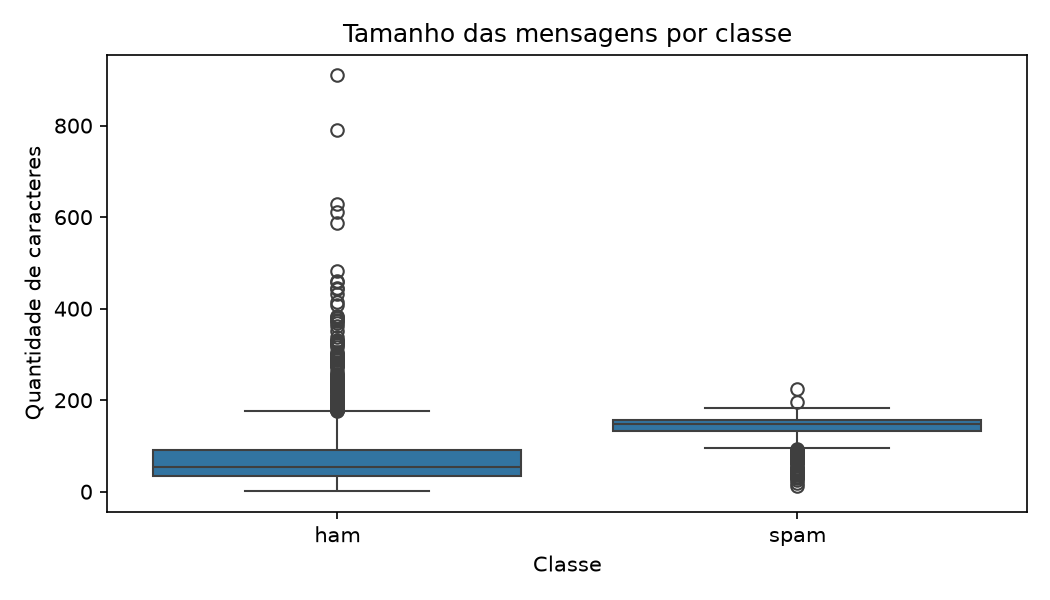 Tamanho das mensagens por classe
Quantidade de caracteres
800
600
400
200
0
ham
spam
Classe